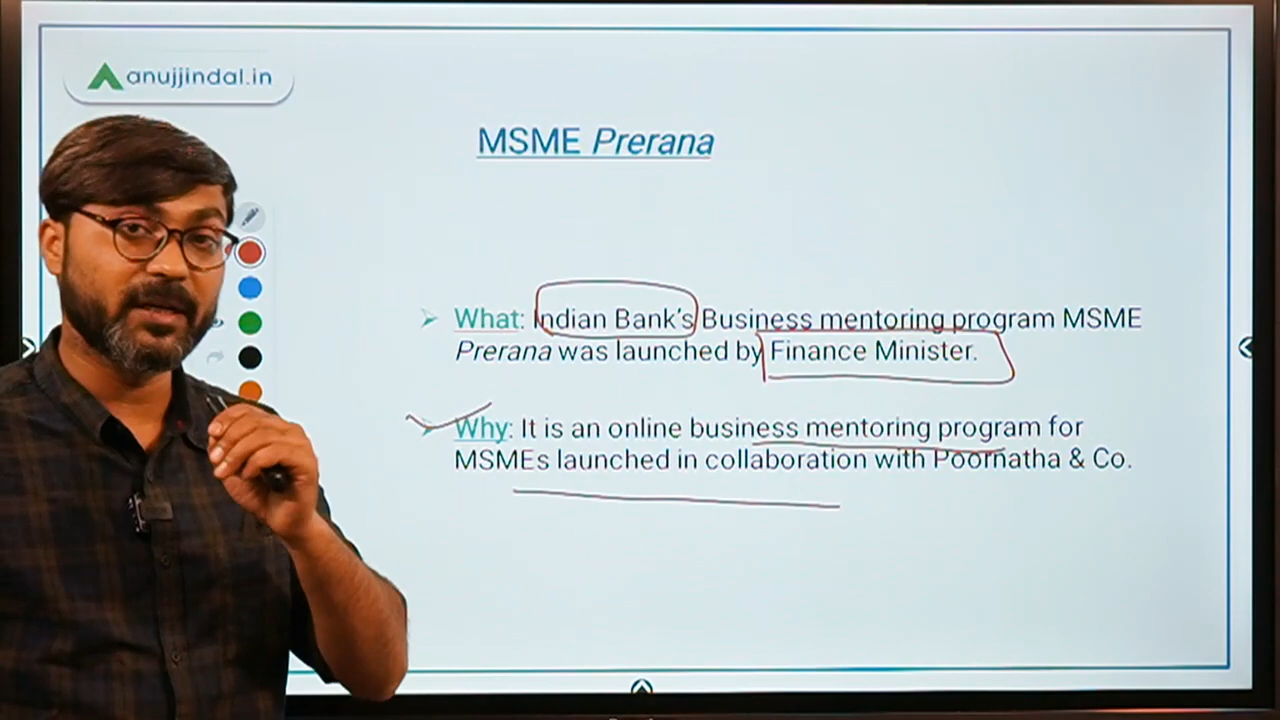 anujjindal.in
MSME Prerana
➢ What: Indian Bank's Business mentoring program MSME
Prerana was launched by Finance Minister.
➢ Why: It is an online business mentoring program for
MSMEs launched in collaboration with Poornatha & Co.